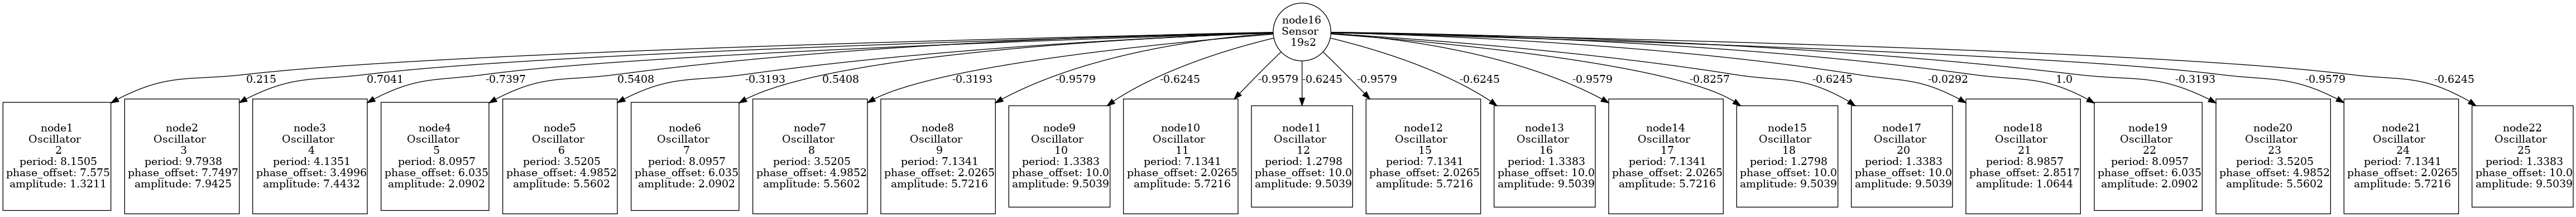 node16
Sensor
19s2
0.215
0.7041
-0.7397
0.5408
-0.3193
0.5408
-0.3193
-0.9579
-0.6245
-0.9579
-0.6245
-0.9579
-0.6245
-0.9579
-0.8257
-0.6245
-0.0292
1.0
-0.3193
-0.9579
-0.6245
node1
Oscillator
2
period: 8.1505
phase_offset: 7.575
amplitude: 1.3211
node2
Oscillator
3
period: 9.7938
phase_offset: 7.7497
amplitude: 7.9425
node3
Oscillator
4
period: 4.1351
phase_offset: 3.4996
amplitude: 7.4432
node4
Oscillator
5
period: 8.0957
phase_offset: 6.035
amplitude: 2.0902
node5
Oscillator
6
period: 3.5205
phase_offset: 4.9852
amplitude: 5.5602
node6
Oscillator
7
period: 8.0957
phase_offset: 6.035
amplitude: 2.0902
node7
Oscillator
8
period: 3.5205
phase_offset: 4.9852
amplitude: 5.5602
node8
Oscillator
9
period: 7.1341
phase_offset: 2.0265
amplitude: 5.7216
node9
Oscillator
10
period: 1.3383
phase_offset: 10.0
amplitude: 9.5039
node10
Oscillator
11
period: 7.1341
phase_offset: 2.0265
amplitude: 5.7216
node11
Oscillator
12
period: 1.2798
phase_offset: 10.0
amplitude: 9.5039
node12
Oscillator
15
period: 7.1341
phase_offset: 2.0265
amplitude: 5.7216
node13
Oscillator
16
period: 1.3383
phase_offset: 10.0
amplitude: 9.5039
node14
Oscillator
17
period: 7.1341
phase_offset: 2.0265
amplitude: 5.7216
node15
Oscillator
18
period: 1.2798
phase_offset: 10.0
amplitude: 9.5039
node17
Oscillator
20
period: 1.3383
phase_offset: 10.0
amplitude: 9.5039
node18
Oscillator
21
period: 8.9857
phase_offset: 2.8517
amplitude: 1.0644
node19
Oscillator
22
period: 8.0957
phase_offset: 6.035
amplitude: 2.0902
node20
Oscillator
23
period: 3.5205
phase_offset: 4.9852
amplitude: 5.5602
node21
Oscillator
24
period: 7.1341
phase_offset: 2.0265
amplitude: 5.7216
node22
Oscillator
25
period: 1.3383
phase_offset: 10.0
amplitude: 9.5039